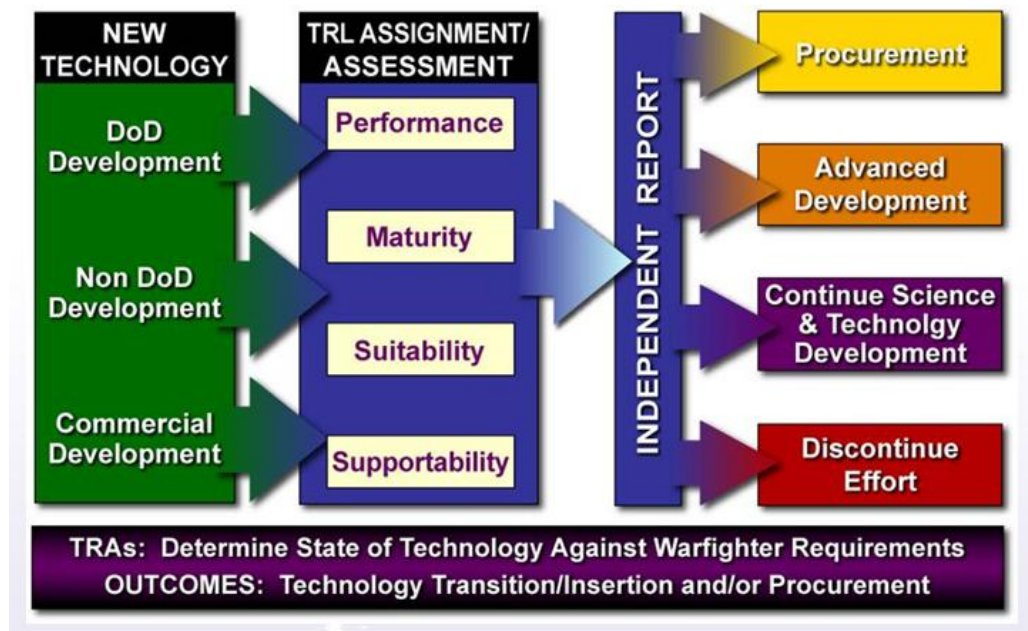 NEW
TECHNOLOGY
DoD
Development
Non DoD
Development
Commercial
Development
TRL ASSIGNMENT/
ASSESSMENT
Performance
Maturity
Suitability
Supportability
INDEPENDENT REPORT
Procurement
Advanced
Development
Continue Science
& Technolgy
Development
Discontinue
Effort
TRAs: Determine State of Technology Against Warfighter Requirements
OUTCOMES: Technology Transition/Insertion and/or Procurement